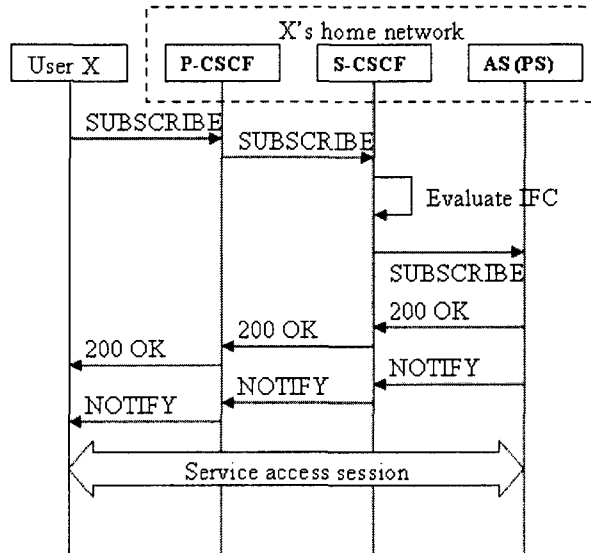 X's home network
User X
P-CSCF
S-CSCF
AS (PS)
SUBSCRIBE
SUBSCRIBE
Evaluate IFC
SUBSCRIBE
200 OK
200 OK
200 OK
NOTIFY
NOTIFY
NOTIFY
Service access session